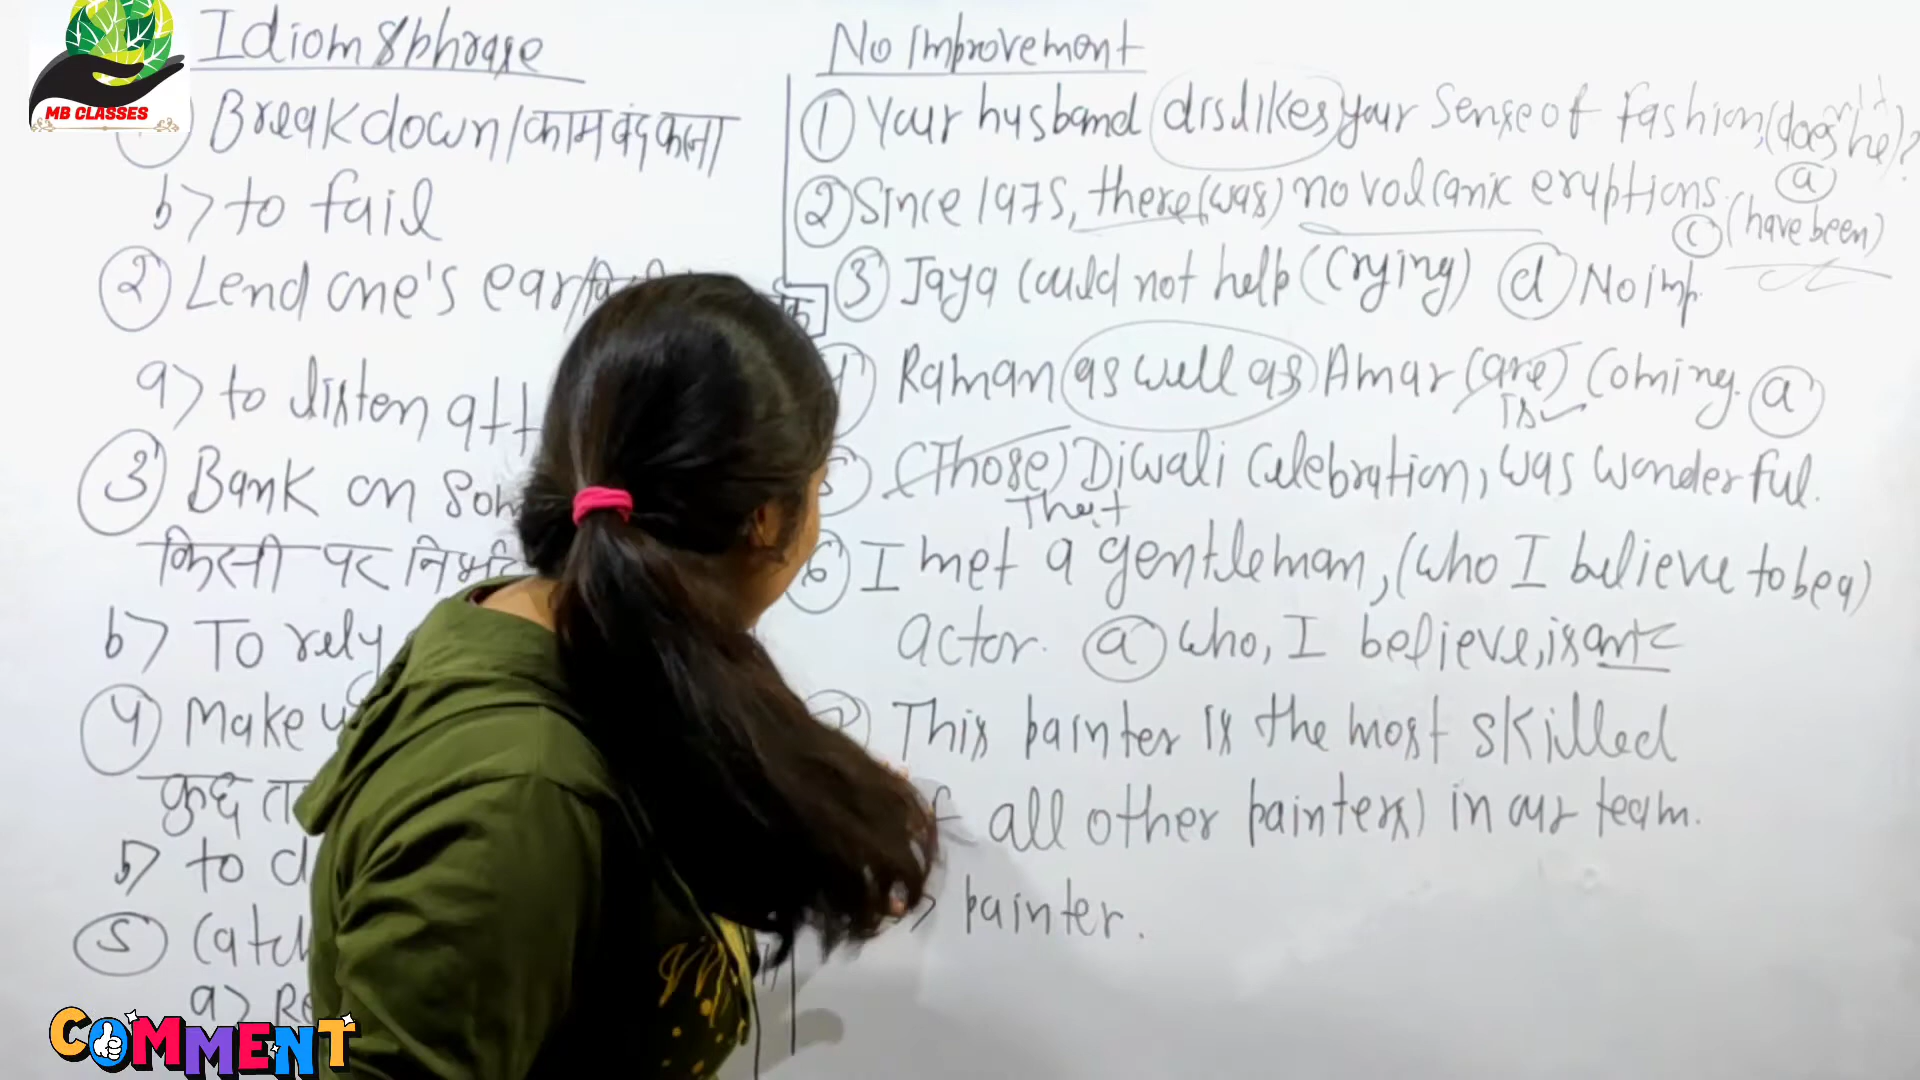 MB CLASSES
Idiom & phrase
Break down / काम बंद करना
b> to fail
② Lend one's ear /
a> to listen att
③ Bank on som
किसी पर निर्भर
b> To rely
④ Make u
कुछ त
b> to c
⑤ Catch
a> Re
COMMENT
No Improvement
① Your husband dislikes your sense of fashion, (does he)?
ⓐ
② Since 1975, there (was) no volcanic eruptions.
ⓒ (have been)
③ Jaya could not help (Crying) ⓓ No imp.
Raman as well as Amar (are) Coming. ⓐ
is
(Those) Diwali Celebration, was wonderful.
That
⑥ I met a gentleman, (who I believe to be a)
actor. ⓐ who, I believe, is an
This painter is the most skilled
all other painters) in our team.
> painter.